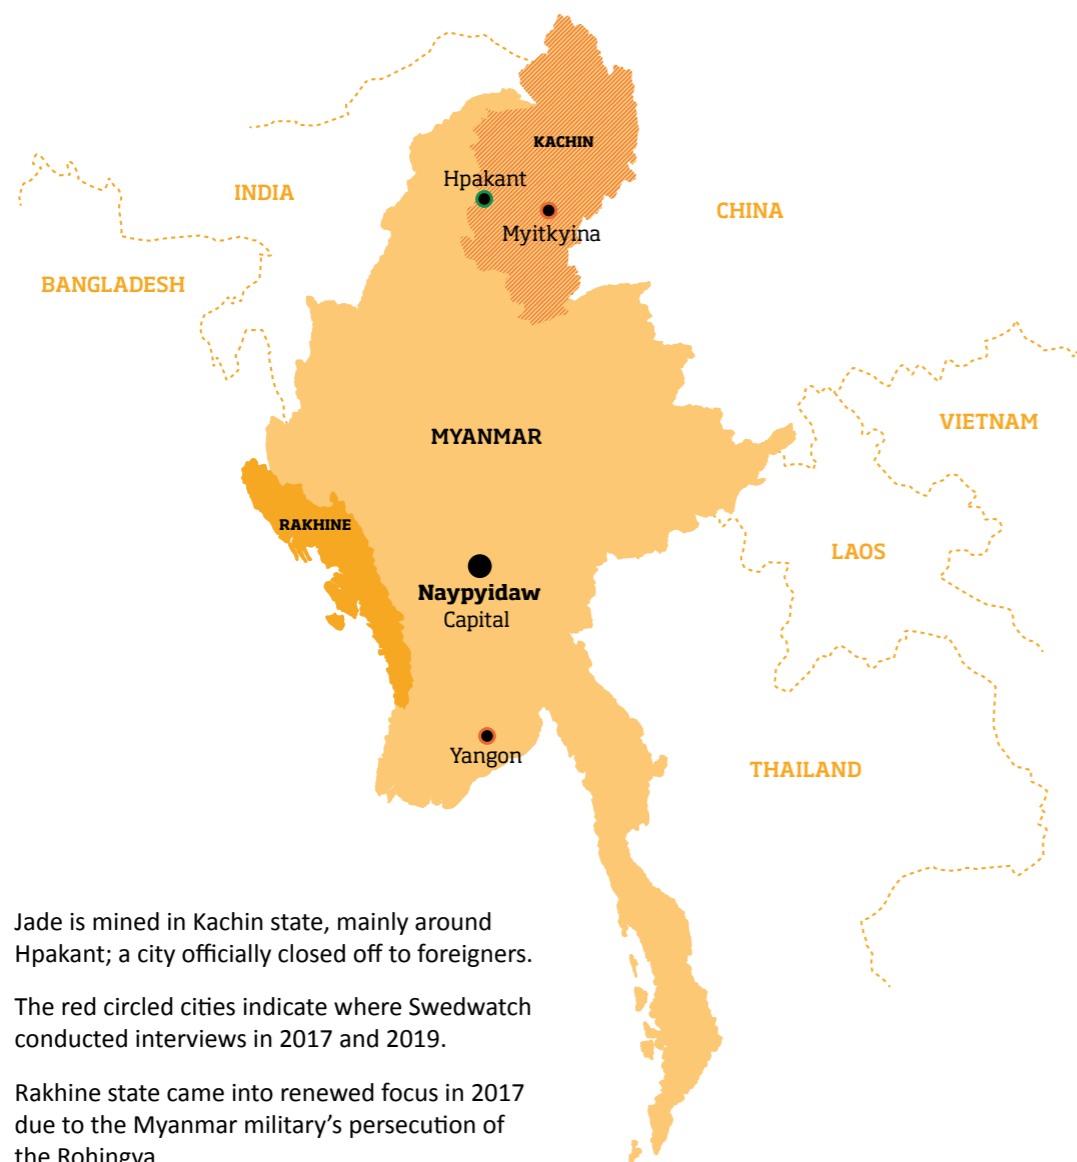 KACHIN
Hpakant
INDIA
CHINA
Myitkyina
BANGLADESH
VIETNAM
MYANMAR
RAKHINE
LAOS
Naypyidaw
Capital
Yangon
THAILAND
Jade is mined in Kachin state, mainly around
Hpakant; a city officially closed off to foreigners.
The red circled cities indicate where Swedwatch
conducted interviews in 2017 and 2019.
Rakhine state came into renewed focus in 2017
due to the Myanmar military’s persecution of
the Rohingya